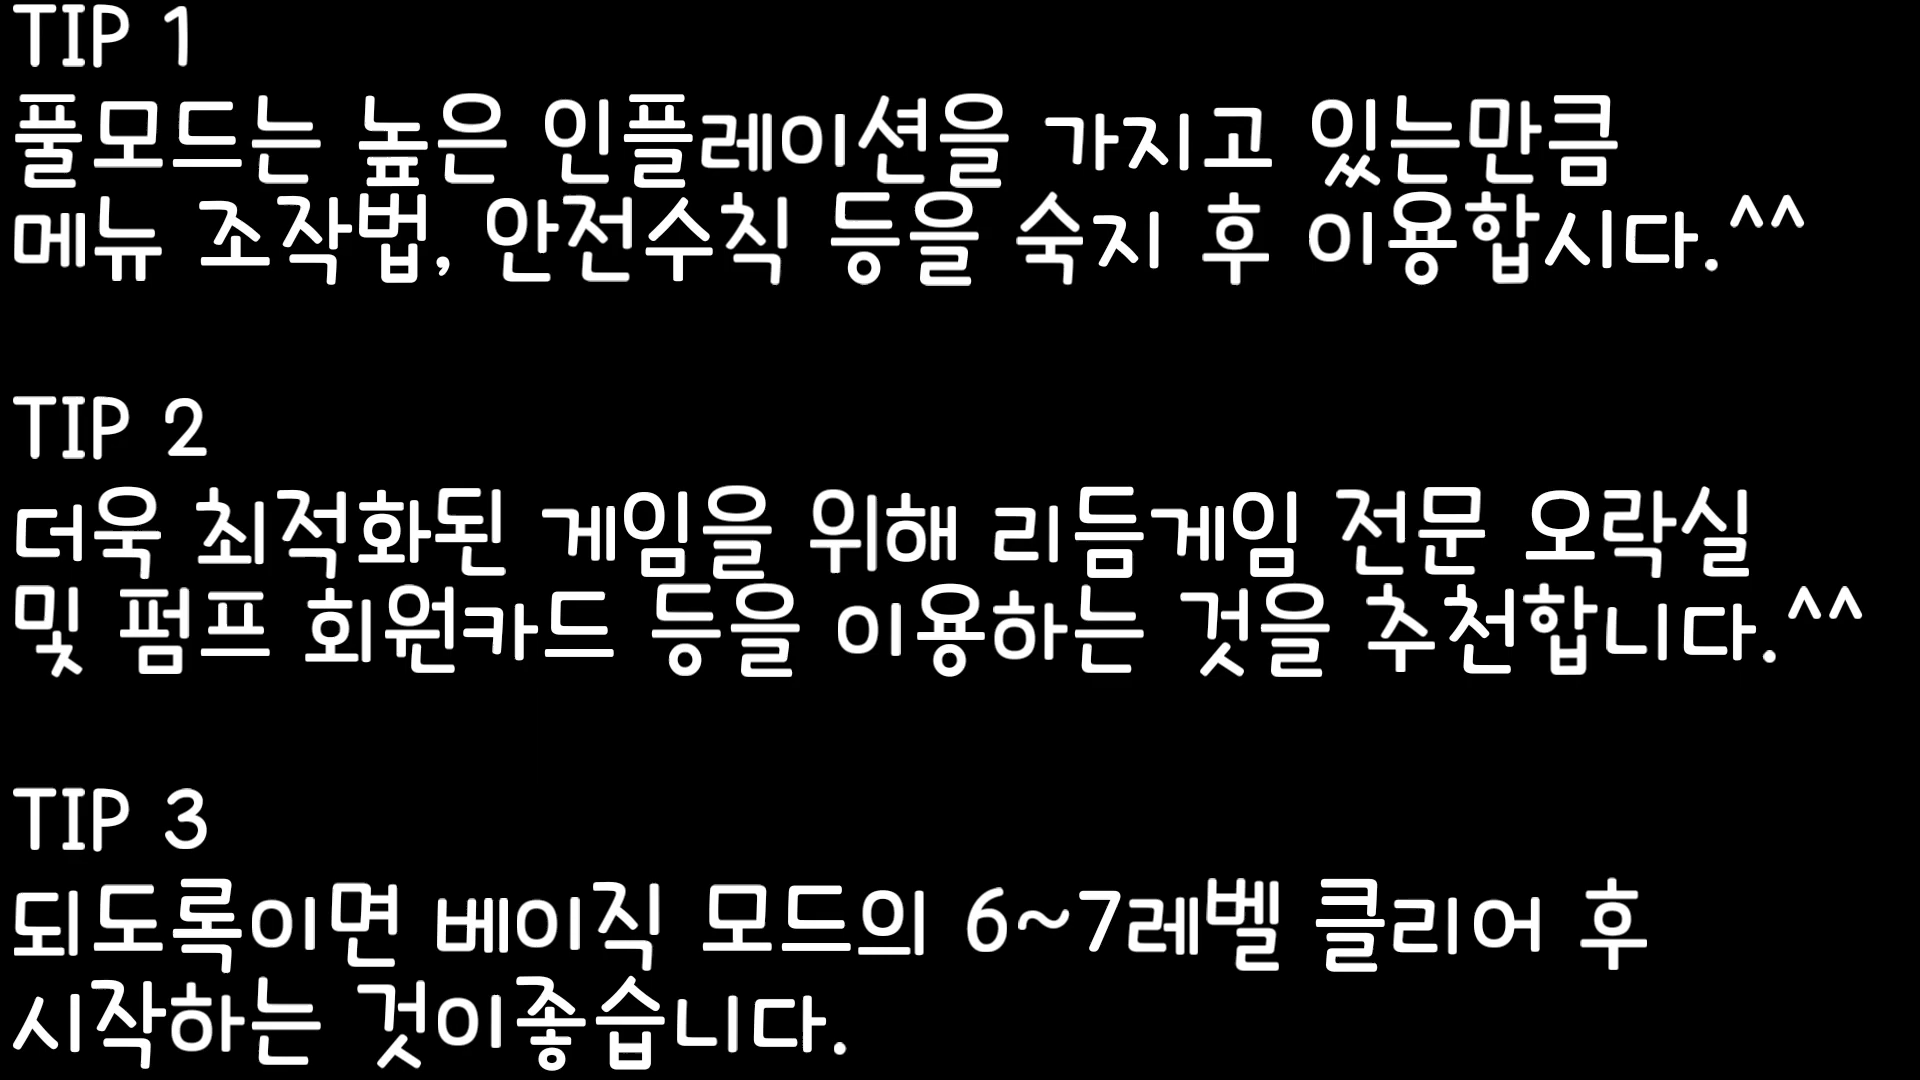 TIP 1
풀모드는 높은 인플레이션을 가지고 있는만큼
메뉴 조작법, 안전수칙 등을 숙지 후 이용합시다.^^
TIP 2
더욱 최적화된 게임을 위해 리듬게임 전문 오락실
및 펌프 회원카드 등을 이용하는 것을 추천합니다.^^
TIP 3
되도록이면 베이직 모드의 6~7레벨 클리어 후
시작하는 것이좋습니다.